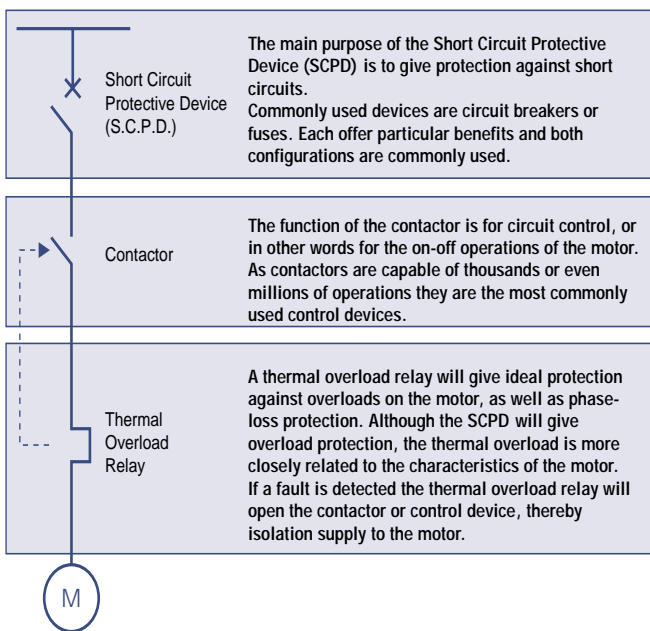 Short Circuit
Protective Device
(S.C.P.D.)
The main purpose of the Short Circuit Protective
Device (SCPD) is to give protection against short
circuits.
Commonly used devices are circuit breakers or
fuses. Each offer particular benefits and both
configurations are commonly used.
Contactor
The function of the contactor is for circuit control, or
in other words for the on-off operations of the motor.
As contactors are capable of thousands or even
millions of operations they are the most commonly
used control devices.
Thermal
Overload
Relay
A thermal overload relay will give ideal protection
against overloads on the motor, as well as phase-
loss protection. Although the SCPD will give
overload protection, the thermal overload is more
closely related to the characteristics of the motor.
If a fault is detected the thermal overload relay will
open the contactor or control device, thereby
isolation supply to the motor.
M